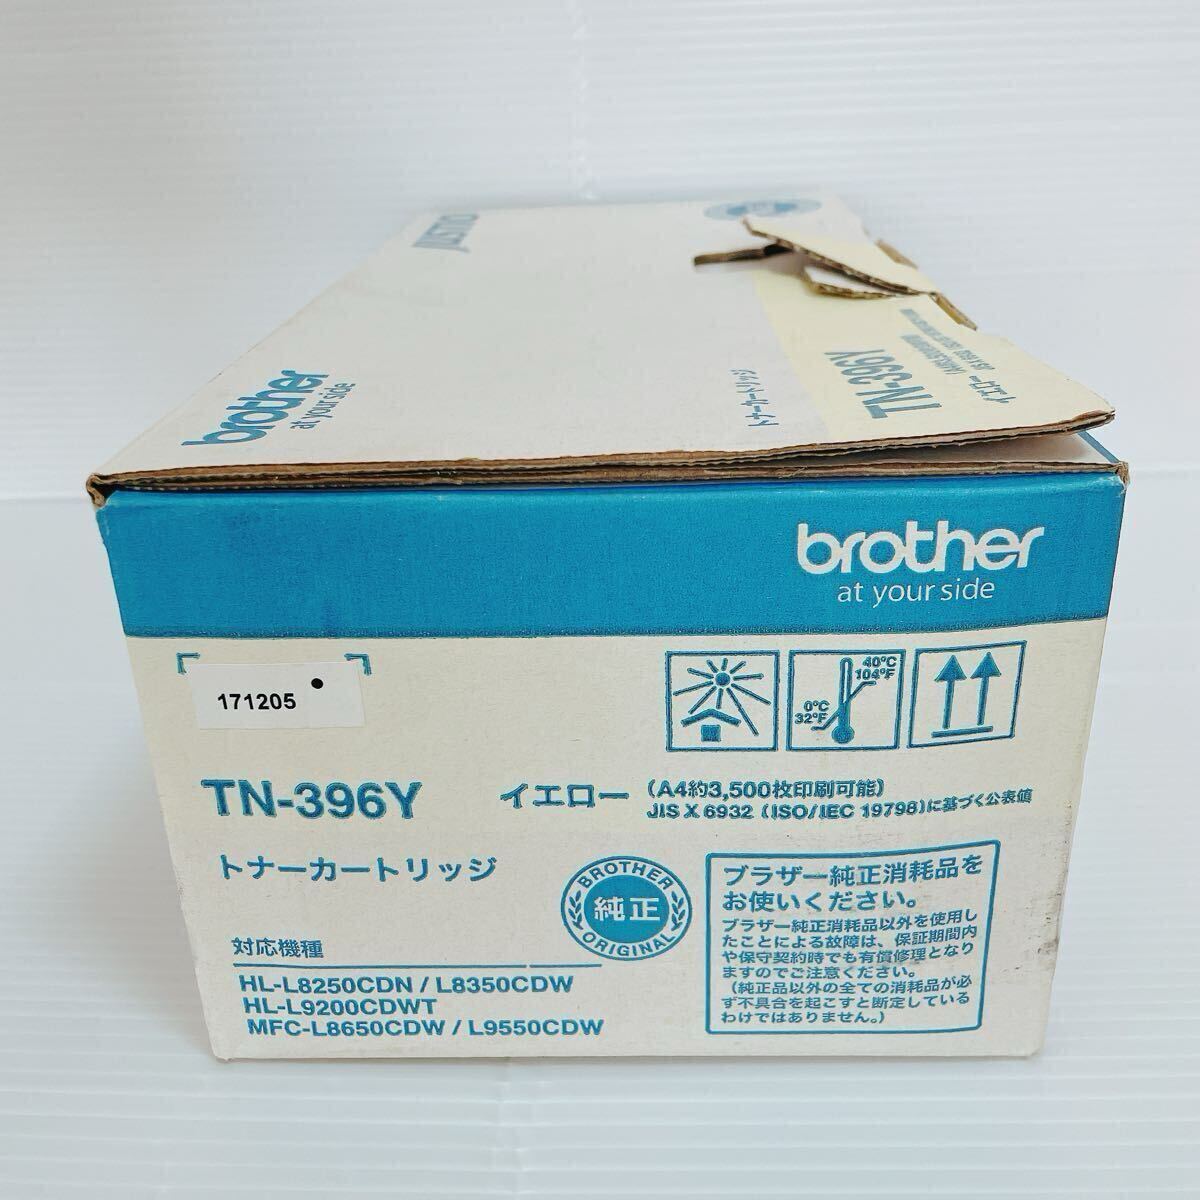 JUSTIO
brother
at your side
トナーカートリッジ
TN-396Y
brother
at your side
171205
40°C
104°F
0°C
32°F
TN-396Y
イエロー
(A4約3,500枚印刷可能)
JIS X 6932 (ISO/IEC 19798)に基づく公表値
トナーカートリッジ
BROTHER
純正
ORIGINAL
対応機種
HL-L8250CDN / L8350CDW
HL-L9200CDWT
MFC-L8650CDW / L9550CDW
ブラザー純正消耗品を
お使いください。
ブラザー純正消耗品以外を使用し
たことによる故障は、保証期間内
や保守契約時でも有償修理となり
ますのでご注意ください。
(純正品以外の全ての消耗品が必
ず不具合を起こすと断定している
わけではありません。)